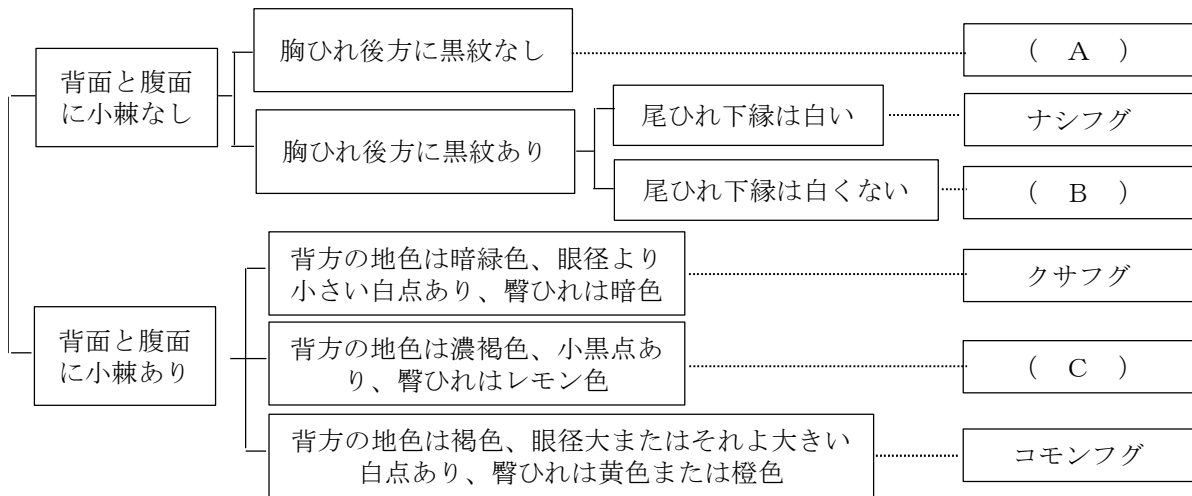 背面と腹面
に小棘なし
胸ひれ後方に黒紋なし
（ A ）
胸ひれ後方に黒紋あり
尾ひれ下縁は白い
ナシフグ
尾ひれ下縁は白くない
（ B ）
背面と腹面
に小棘あり
背方の地色は暗緑色、眼径より
小さい白点あり、臀ひれは暗色
クサフグ
背方の地色は濃褐色、小黒点あ
り、臀ひれはレモン色
（ C ）
背方の地色は褐色、眼径大またはそれよ大きい
白点あり、臀ひれは黄色または橙色
コモンフグ